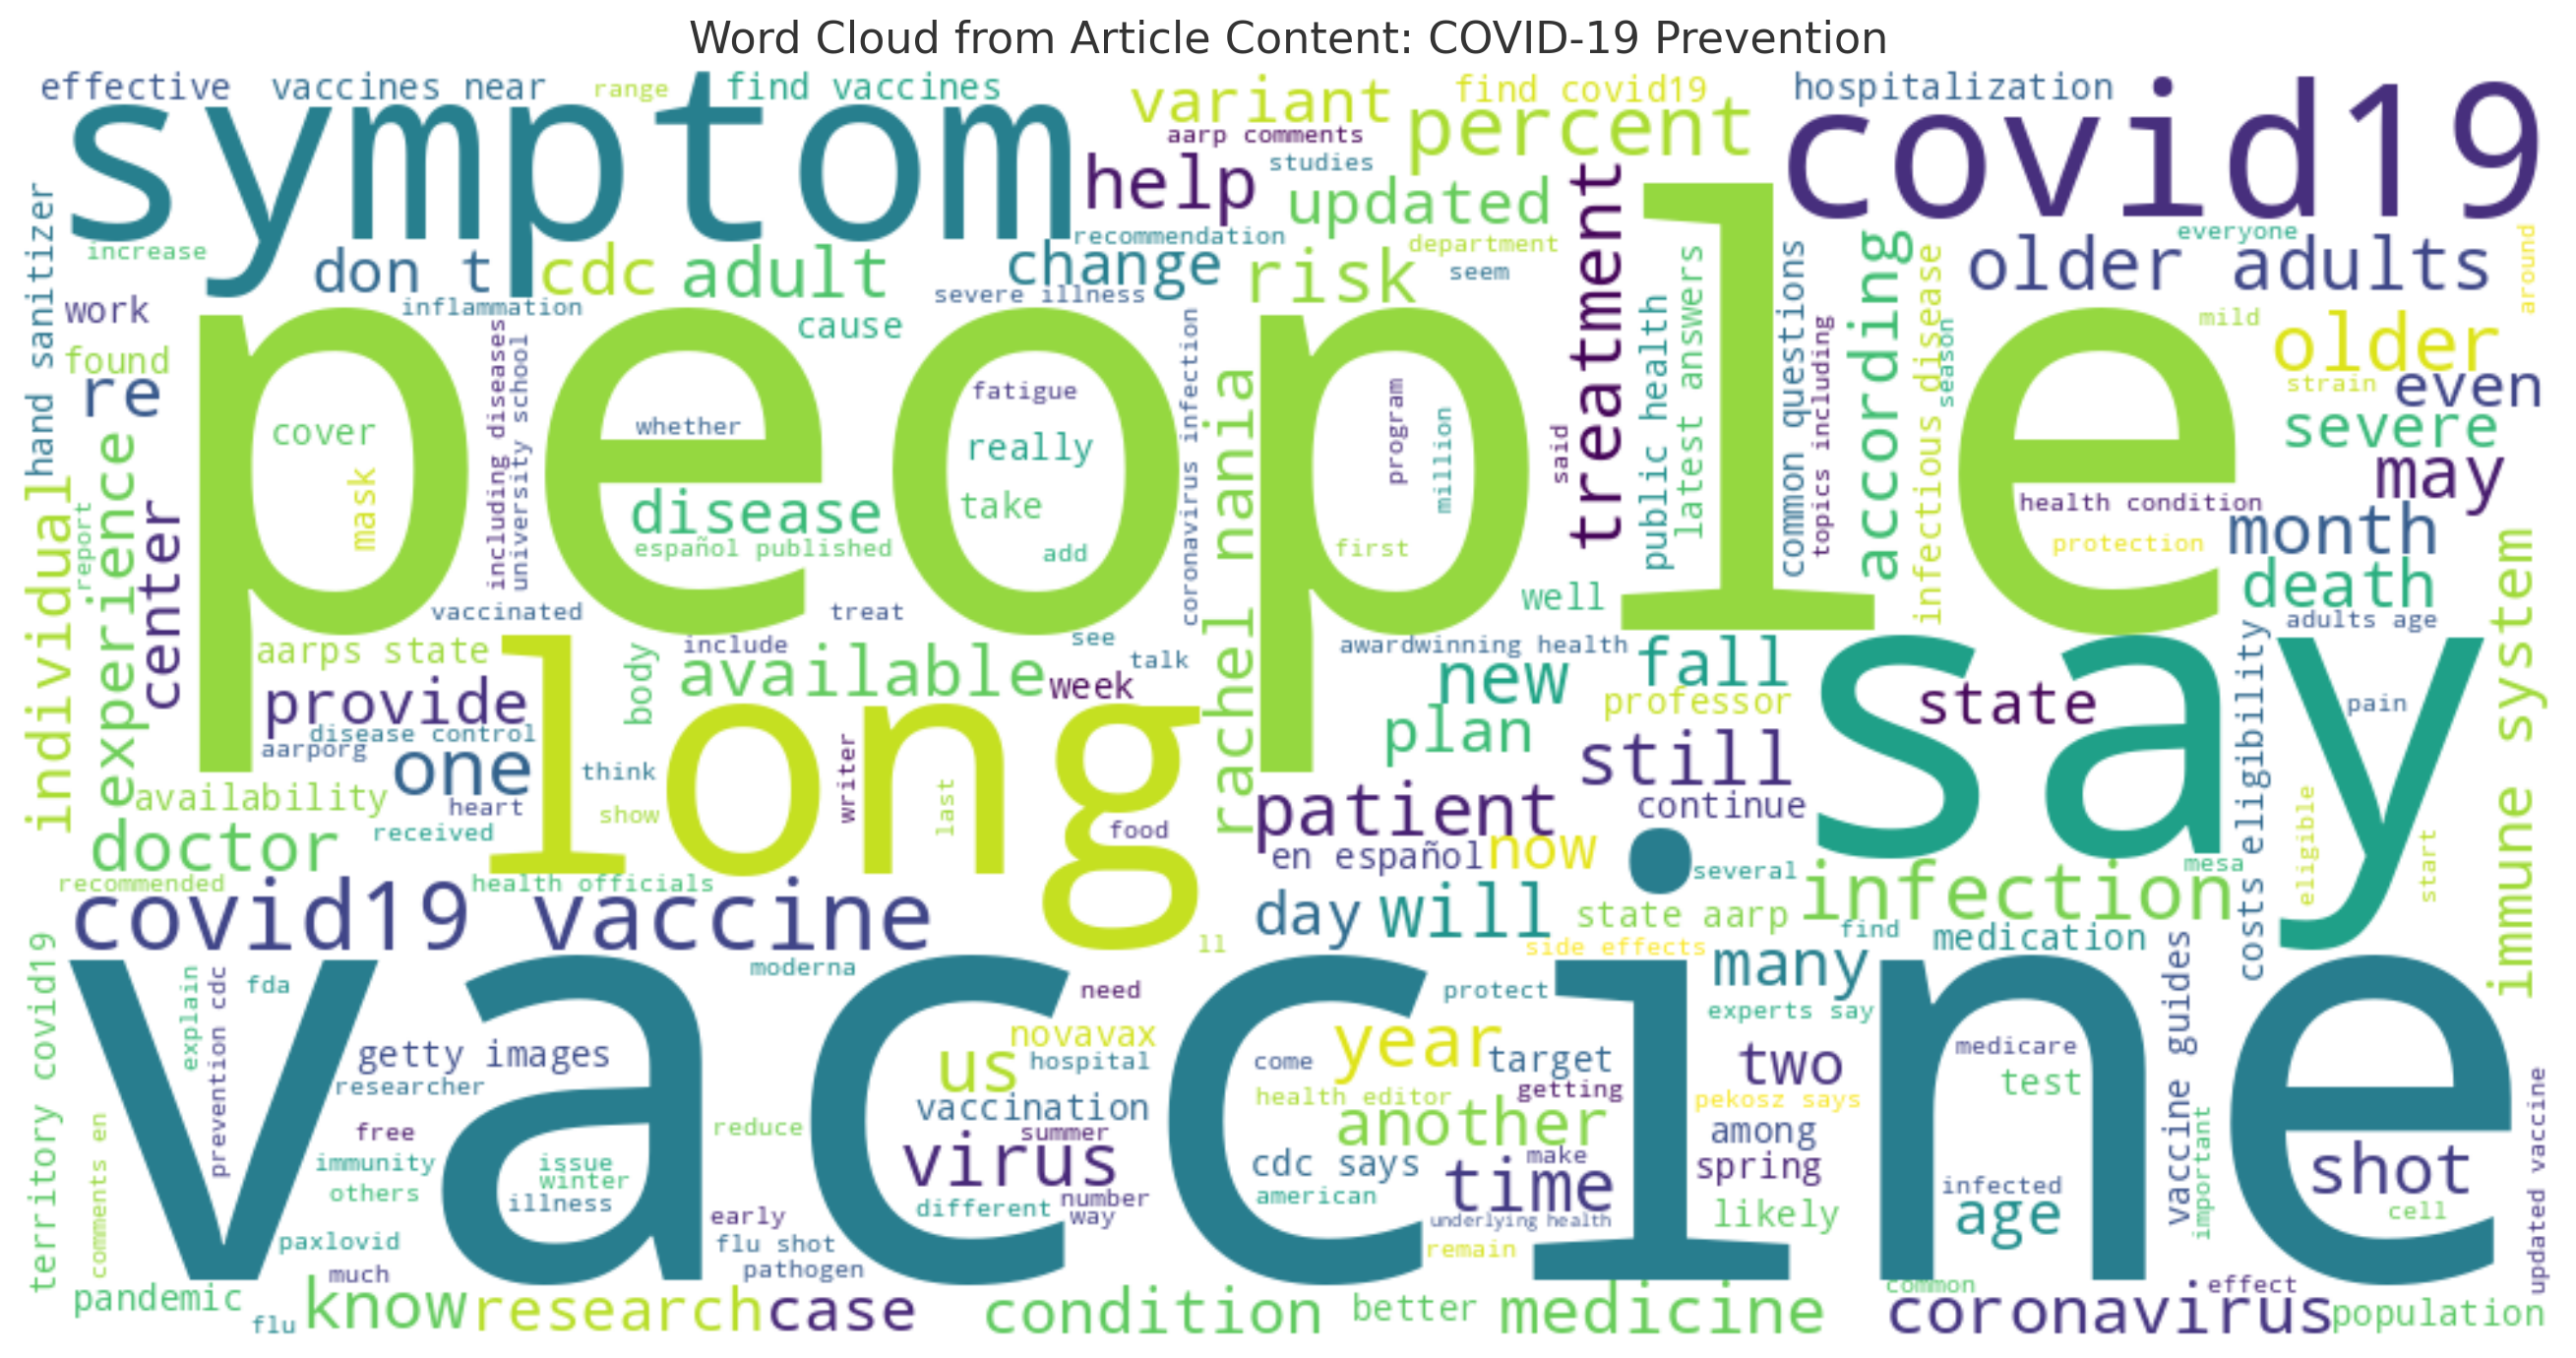 Word Cloud from Article Content: COVID-19 Prevention
effective
vaccines near
range
find vaccines
variant
find covid19
hospitalization
symptom
aarp comments
percent
covid19
help
studies
updated
treatment
hand sanitizer
increase
don t
cdc
adult
recommendation
change
risk
department
seem
latest answers
common questions
according
infectious disease
everyone
older adults
around
work
inflammation
severe illness
cause
public health
topics including
season
mild
older
found
re
including diseases
university school
coronavirus infection
people
fatigue
program
million
said
strain
even
cover
mask
whether
really
rachel nania
severe
individual
experience
report
center
disease
take
español published
add
first
health condition
may
protection
month
death
immune system
vaccinated
treat
well
adults age
aarps state
include
see
talk
awardwinning health
fall
long
available
body
week
new
professor
say
state
costs eligibility
pain
provide
disease control
aarporg
one
plan
still
think
writer
last
availability
heart
show
food
patient
continue
eligible
start
doctor
received
en español
now
several
mesa
recommended
health officials
infection
covid19 vaccine
day
will
state aarp
find
medication
ll
side effects
territory covid19
vaccine
explain
prevention cdc
fda
moderna
need
protect
many
experts say
vaccine guides
getty images
researcher
novavax
us
hospital
come
year
target
two
medicare
test
health editor
getting
pekosz says
vaccination
another
comments en
free
reduce
summer
among
important
updated vaccine
immunity
issue
winter
virus
cdc says
make
time
spring
shot
others
illness
different
number
american
infected
way
underlying health
likely
age
cell
early
paxlovid
flu shot
remain
much
pathogen
pandemic
flu
know
research
case
condition
better
medicine
common
effect
coronavirus
population